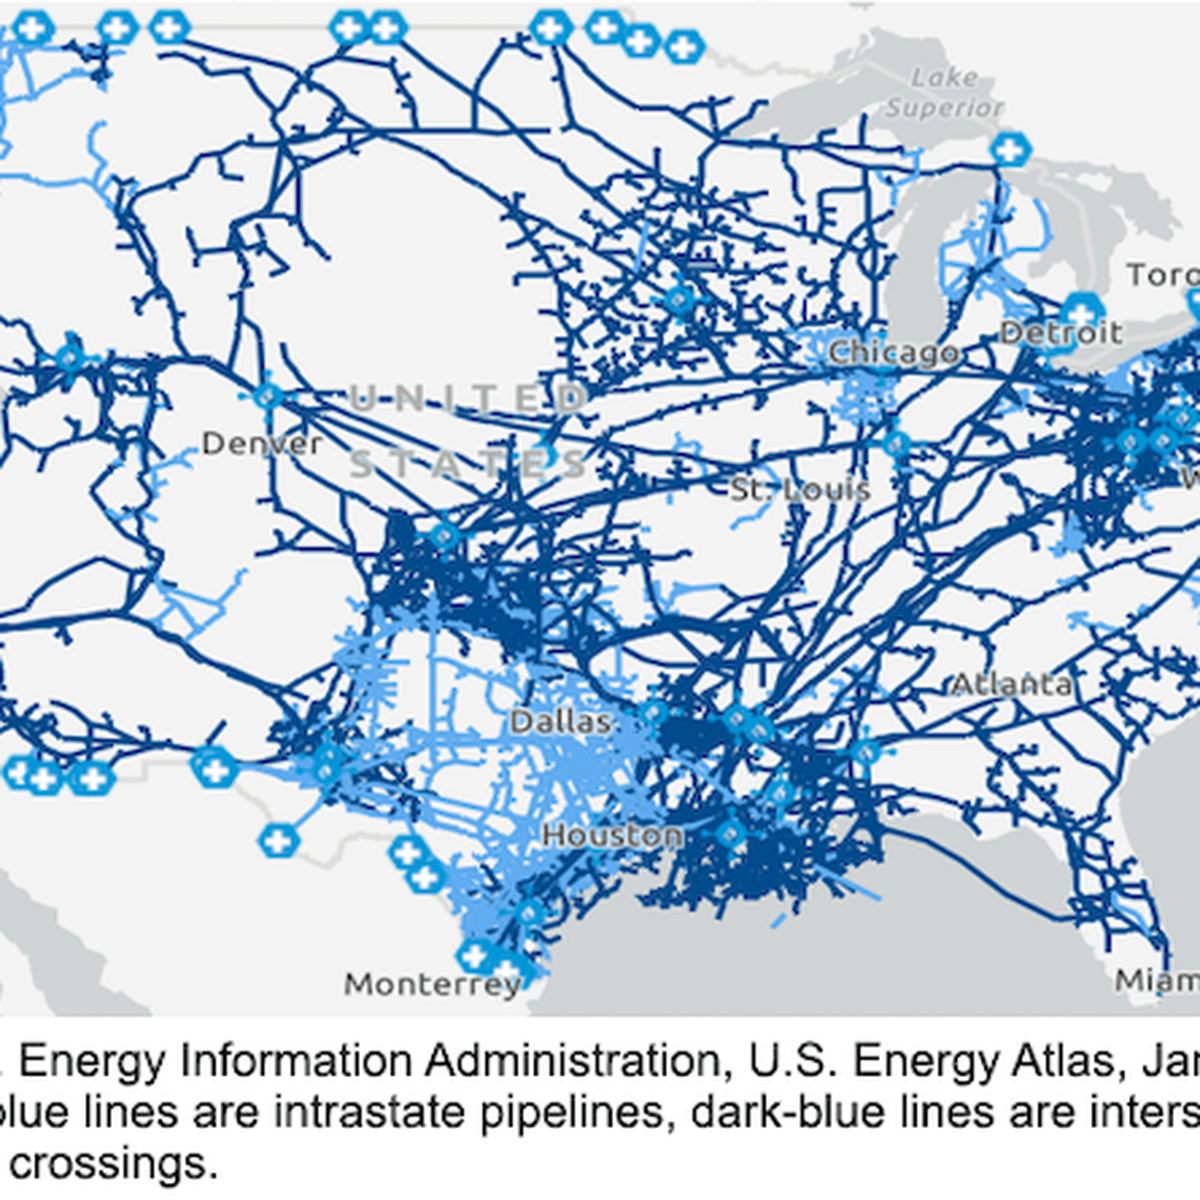 Lake
Superior
Toro
Detroit
Chicago
UNITED
Denver
STATES
St. Louis
W
Atlanta
Dallas
Houston
Monterrey
Miam
. Energy Information Administration, U.S. Energy Atlas, Jan
blue lines are intrastate pipelines, dark-blue lines are inters
crossings.